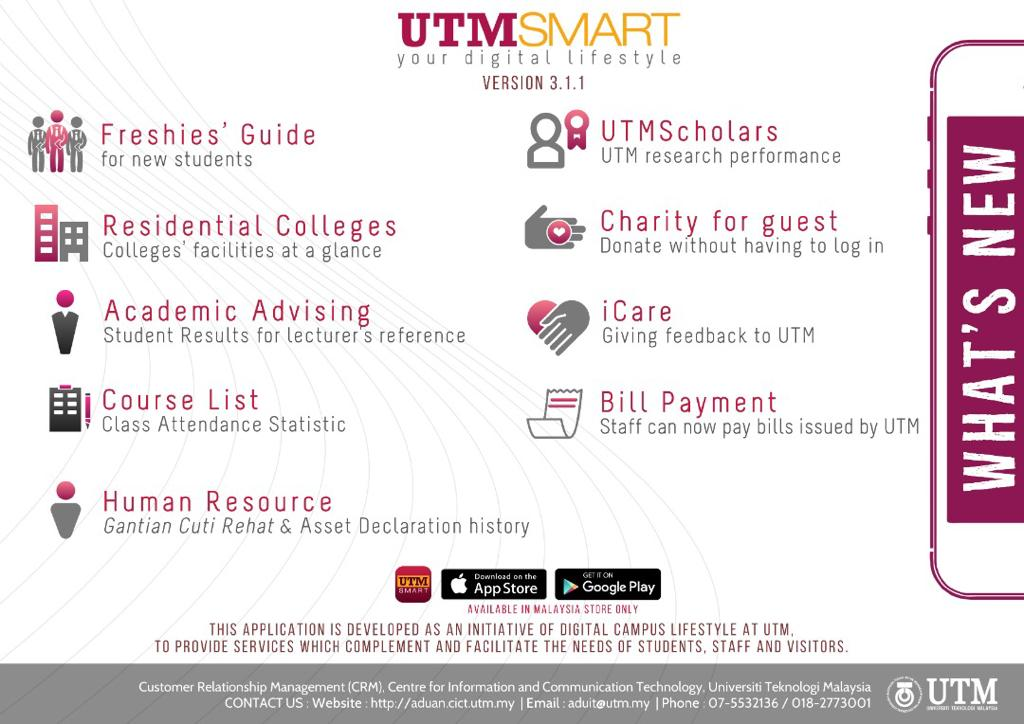 UTMSMART
your digital lifestyle
VERSION 3.1.1
Freshies' Guide
for new students
Residential Colleges
Colleges' facilities at a glance
Academic Advising
Student Results for lecturer's reference
Course List
Class Attendance Statistic
Human Resource
Gantian Cuti Rehat & Asset Declaration history
UTMScholars
UTM research performance
Charity for guest
Donate without having to log in
iCare
Giving feedback to UTM
Bill Payment
Staff can now pay bills issued by UTM
WHAT'S NEW
UTM
SMART
Download on the
App Store
GET IT ON
Google Play
AVAILABLE IN MALAYSIA STORE ONLY
THIS APPLICATION IS DEVELOPED AS AN INITIATIVE OF DIGITAL CAMPUS LIFESTYLE AT UTM,
TO PROVIDE SERVICES WHICH COMPLEMENT AND FACILITATE THE NEEDS OF STUDENTS, STAFF AND VISITORS.
Customer Relationship Management (CRM), Centre for Information and Communication Technology, Universiti Teknologi Malaysia
CONTACT US : Website : http://aduan.cict.utm.my | Email : aduit@utm.my | Phone : 07-5532136 / 018-2773001
UTM
UNIVERSITI TEKNOLOGI MALAYSIA